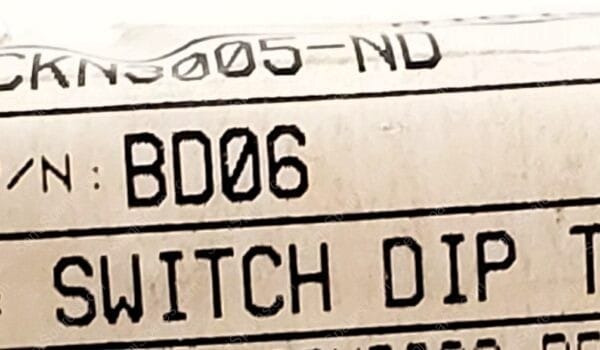 CKN3005-ND
/N: BD06
SWITCH DIP T